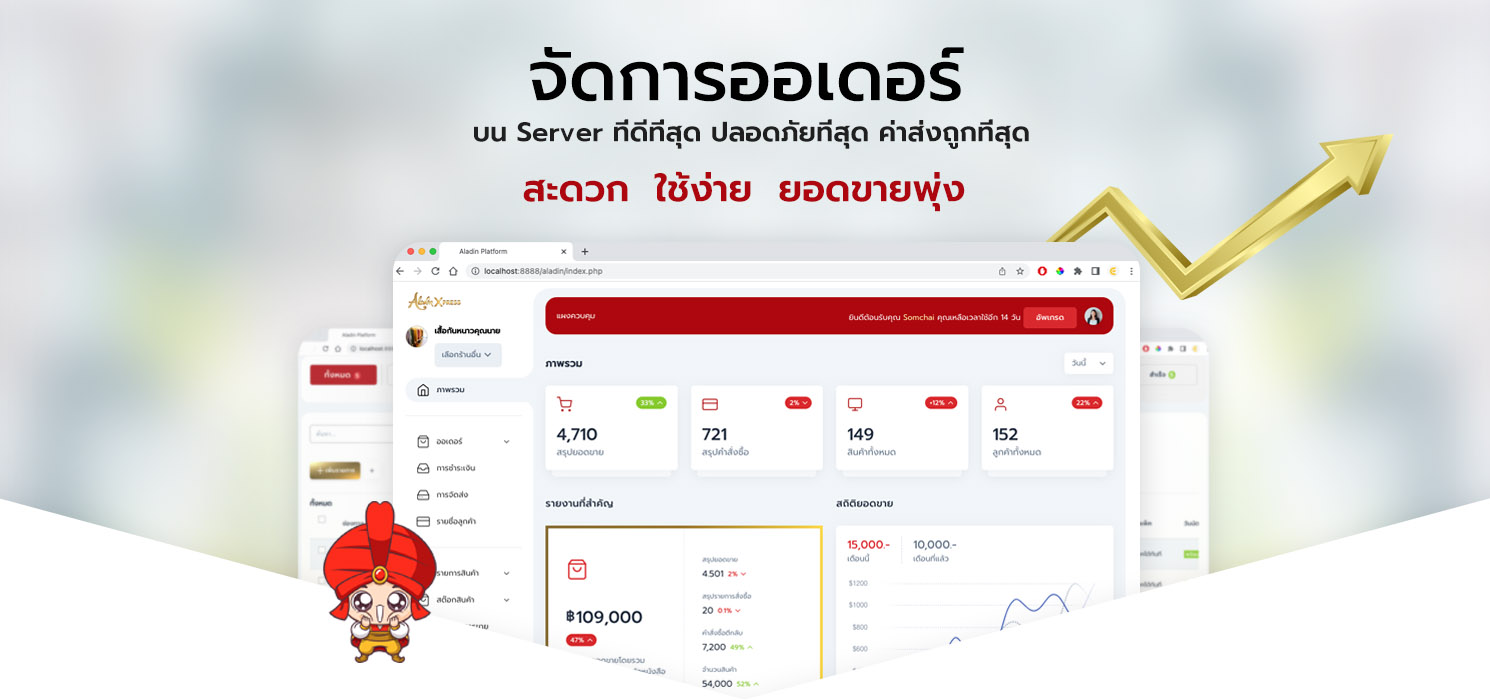 จัดการออเดอร์
บน Server ที่ดีที่สุด ปลอดภัยที่สุด ค่าส่งถูกที่สุด
สะดวก ใช้ง่าย ยอดขายพุ่ง
Aladin Platform
localhost:8888/aladin/index.php
Aladin XPRESS
เสื้อกันหนาวคุณนาย
เลือกร้านอื่น
ภาพรวม
ออเดอร์
การชำระเงิน
การจัดส่ง
รายชื่อลูกค้า
รายการสินค้า
สต๊อกสินค้า
แผงควบคุม
ยินดีต้อนรับคุณ Somchai คุณเหลือเวลาใช้อีก 14 วัน
อัพเกรด
ภาพรวม
วันนี้
33%
4,710
สรุปยอดขาย
2%
721
สรุปคำสั่งซื้อ
+12%
149
สินค้าทั้งหมด
22%
152
ลูกค้าทั้งหมด
รายงานที่สำคัญ
฿109,000
47%
สรุปยอดขาย
4.501 2%
สรุปรายการสั่งซื้อ
20 0.1%
คำสั่งซื้อตีกลับ
7,200 49%
จำนวนสินค้า
54,000 52%
สถิติยอดขาย
15,000.-
เดือนนี้
10,000.-
เดือนที่แล้ว
$1200
$1000
$800
$600
Aladin Platform
ทั้งหมด 5
ค้นหา...
+ เพิ่มรายการ
ทั้งหมด
สำเร็จ